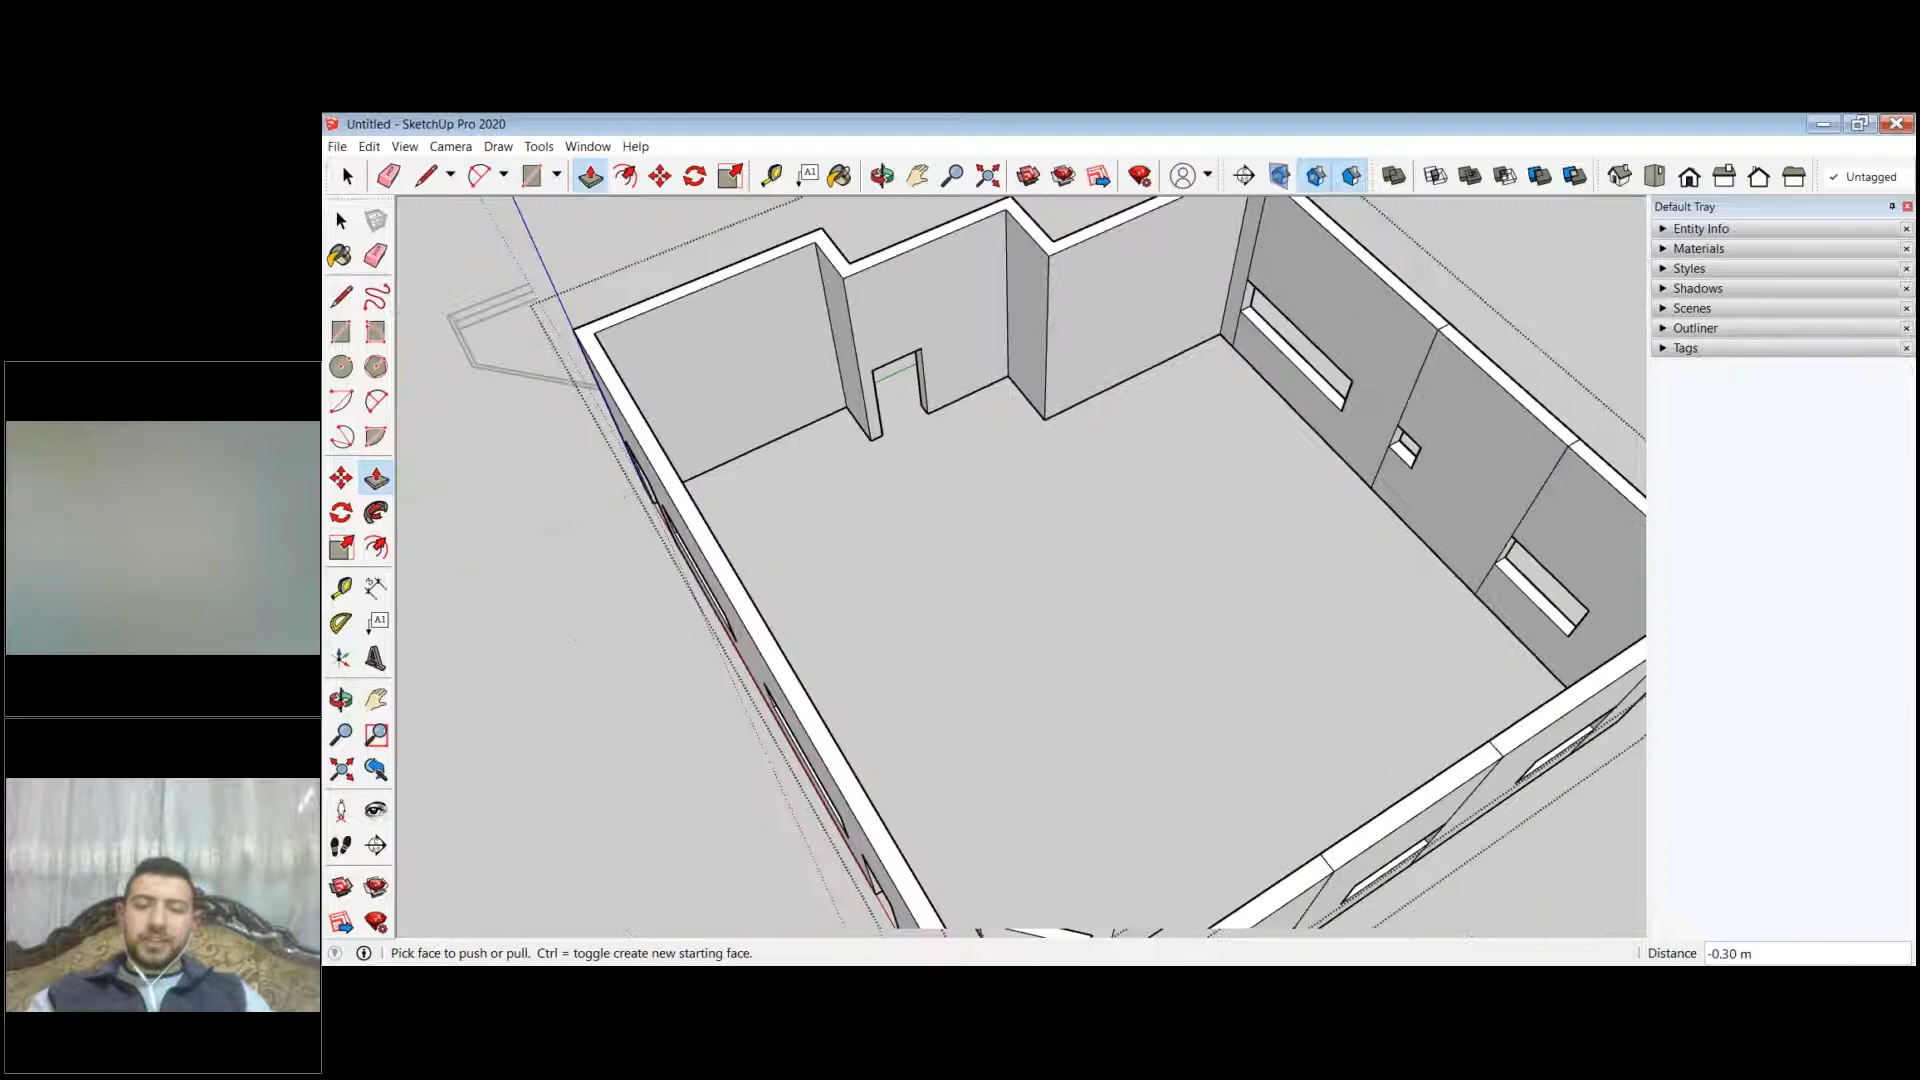 Untitled - SketchUp Pro 2020
File Edit View Camera Draw Tools Window Help
A1
Untagged
Default Tray
Entity Info
Materials
Styles
Shadows
Scenes
Outliner
Tags
A1
Pick face to push or pull. Ctrl = toggle create new starting face.
Distance -0.30 m